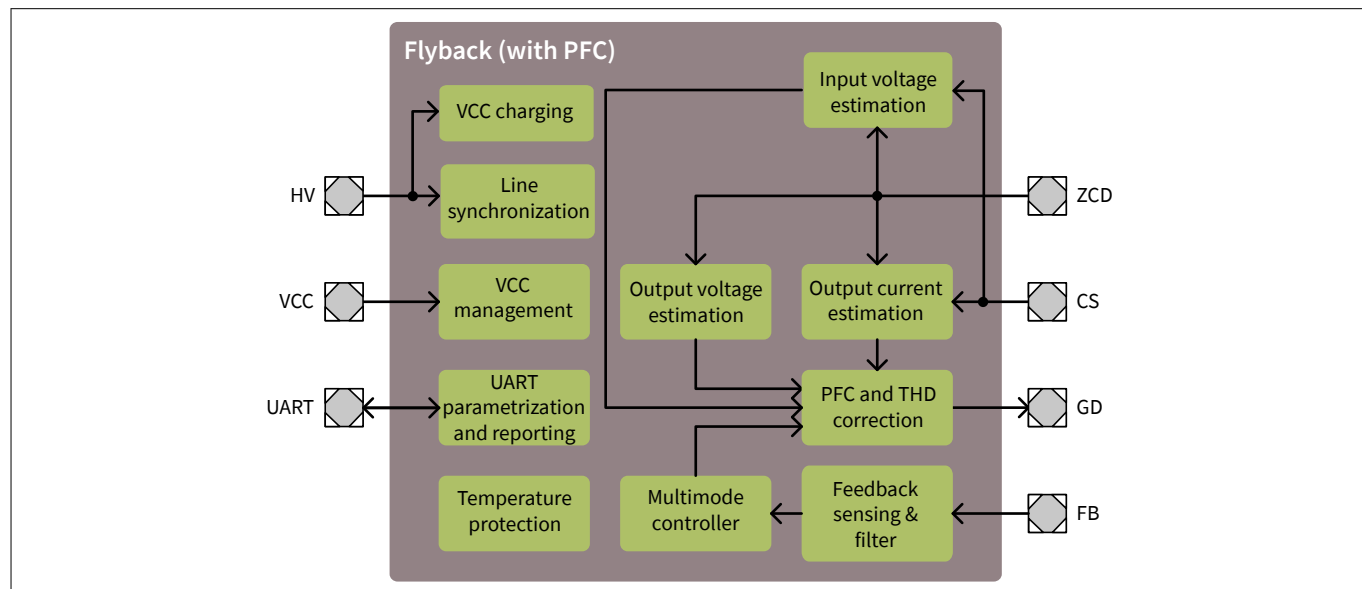 Flyback (with PFC)
Input voltage
estimation
VCC charging
HV
Line
synchronization
ZCD
VCC
VCC
management
Output voltage
estimation
Output current
estimation
CS
UART
UART
parametrization
and reporting
PFC and THD
correction
GD
Temperature
protection
Multimode
controller
Feedback
sensing &
filter
FB